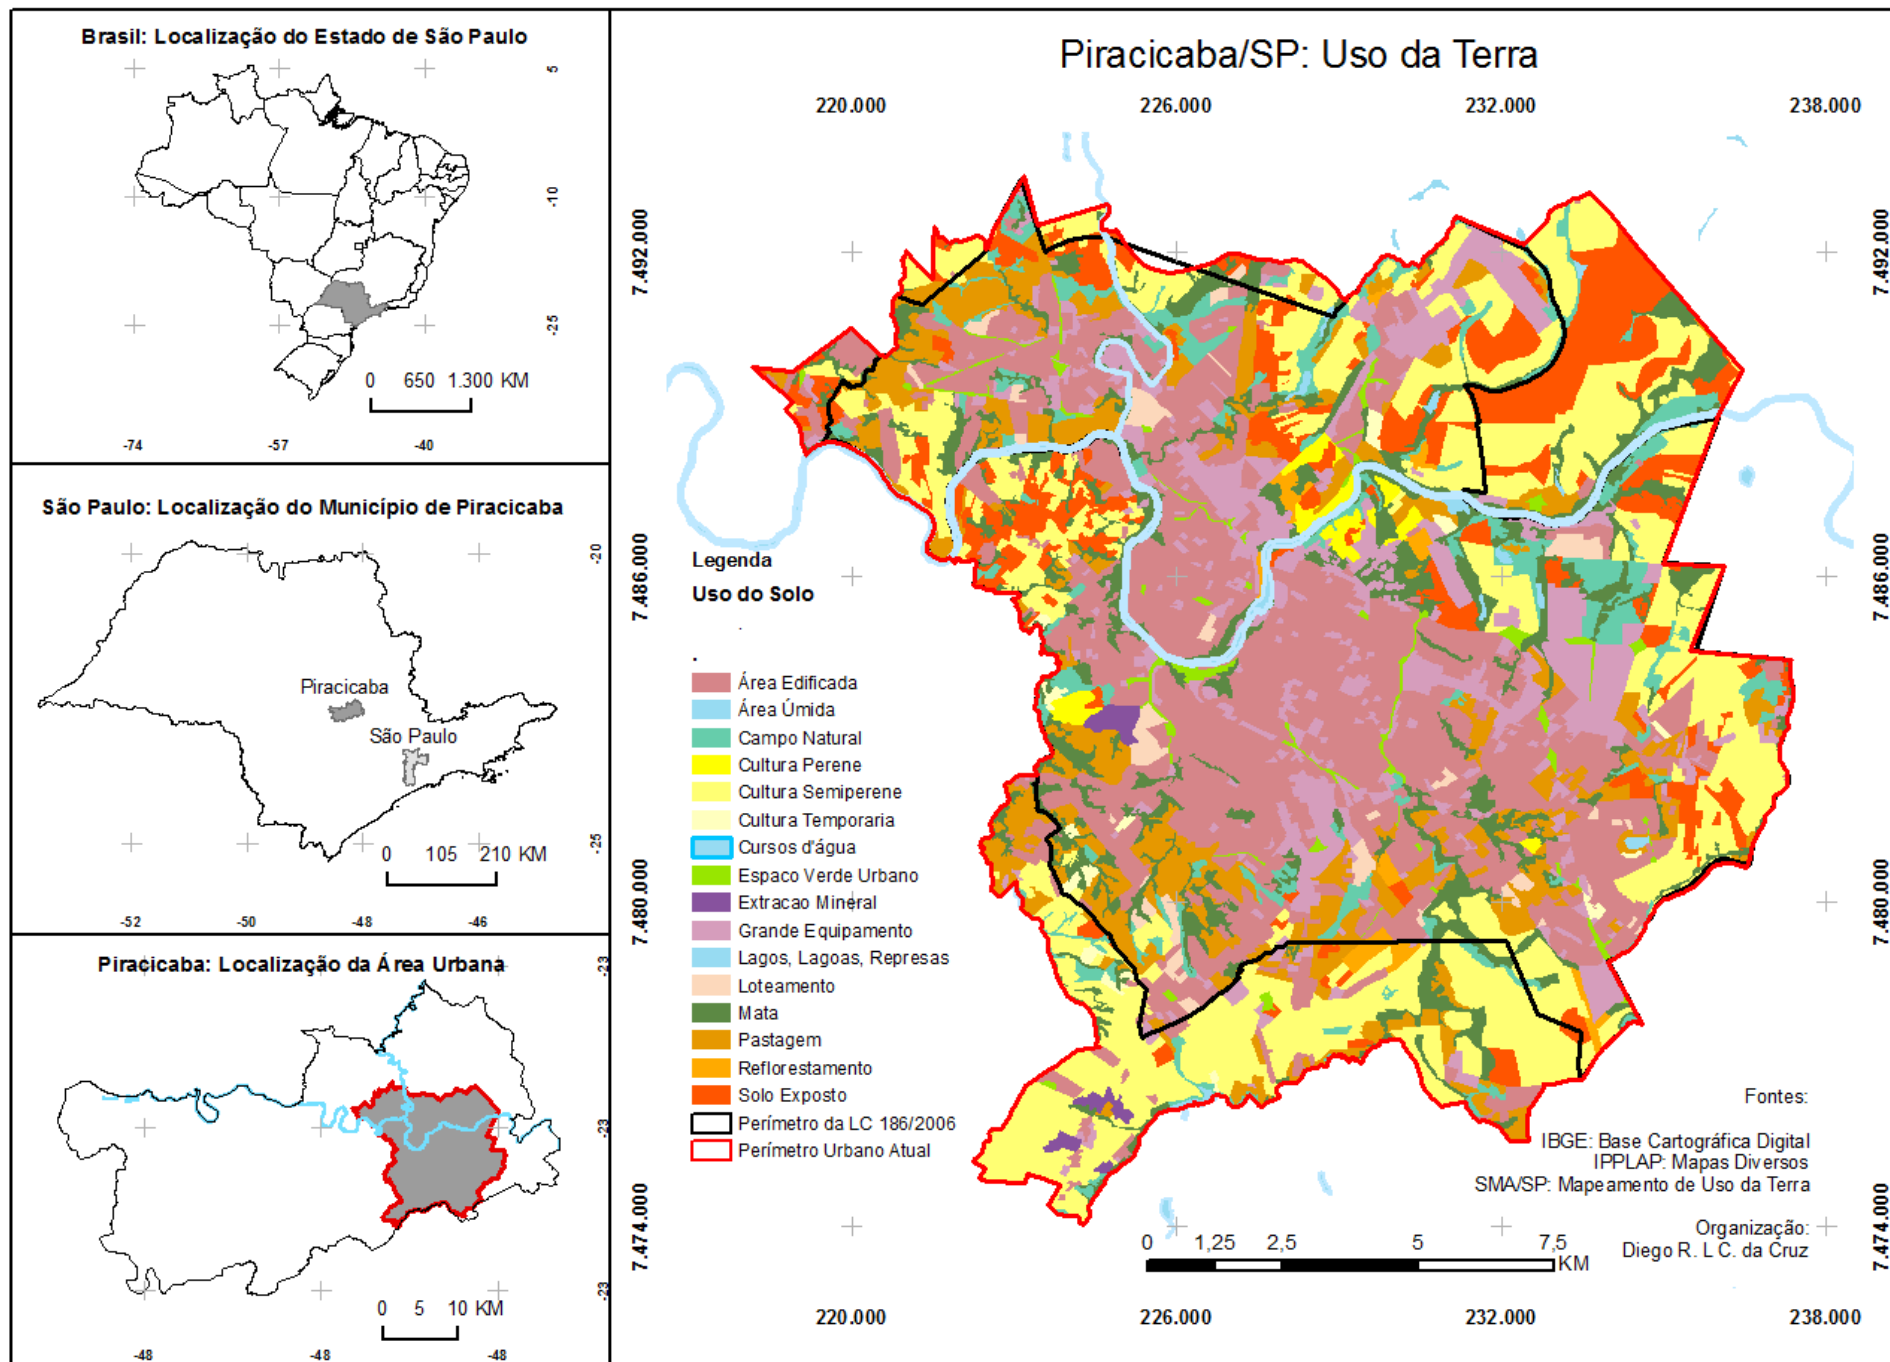 Brasil: Localização do Estado de São Paulo
5
-10
-25
0 650 1.300 KM
-74 -57 -40
São Paulo: Localização do Município de Piracicaba
-20
Piracicaba
São Paulo
-25
0 105 210 KM
-52 -50 -48 -46
Piracicaba: Localização da Área Urbana
-23
-23
-23
0 5 10 KM
-48 -48 -48
Piracicaba/SP: Uso da Terra
220.000 226.000 232.000 238.000
7.492.000 7.492.000
7.486.000 7.486.000
7.480.000 7.480.000
7.474.000 7.474.000
Legenda
Uso do Solo
.
.
Área Edificada
Área Úmida
Campo Natural
Cultura Perene
Cultura Semiperene
Cultura Temporaria
Cursos d'água
Espaco Verde Urbano
Extracao Mineral
Grande Equipamento
Lagos, Lagoas, Represas
Loteamento
Mata
Pastagem
Reflorestamento
Solo Exposto
Perímetro da LC 186/2006
Perímetro Urbano Atual
Fontes:
IBGE: Base Cartográfica Digital
IPPLAP: Mapas Diversos
SMA/SP: Mapeamento de Uso da Terra
Organização:
Diego R. L C. da Cruz
0 1,25 2,5 5 7,5
KM
220.000 226.000 232.000 238.000